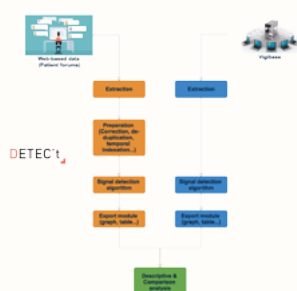 Web-based data
(Patient forums)
Vigibase
Extraction
Extraction
Preparation
(Correction, de-
duplication,
temporal
indexation...)
DETEC't
Signal detection
algorithm
Signal detection
algorithm
Export module
(graph, table...)
Export module
(graph, table...)
Descriptive &
Comparison
analysis